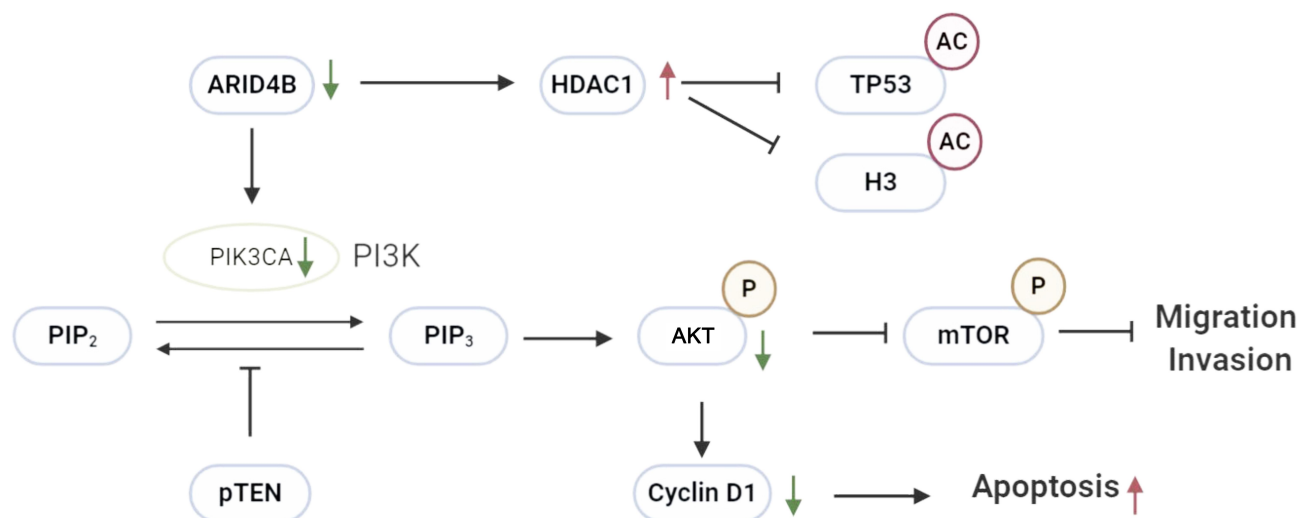 AC
ARID4B
HDAC1
TP53
AC
H3
PIK3CA PI3K
P
P
PIP₂
PIP₃
AKT
mTOR
Migration
Invasion
pTEN
Cyclin D1
Apoptosis